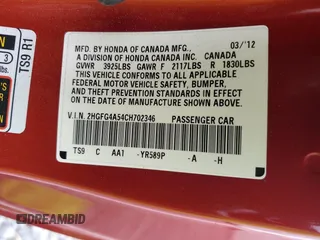 TS9 R1
3
lbs.
MFD. BY HONDA OF CANADA MFG., 03/'12
A DIVISION OF HONDA CANADA INC. CANADA
GVWR 3925LBS GAWR F 2117LBS R 1830LBS
THIS VEHICLE CONFORMS TO ALL APPLICABLE
FEDERAL MOTOR VEHICLE SAFETY, BUMPER,
AND THEFT PREVENTION STANDARDS IN EFFECT
ON THE DATE OF MANUFACTURE SHOWN ABOVE.
V.I.N. 2HGFG4A54CH702346 PASSENGER CAR
TS9 C AA1 -YR589P -A -H
DREAMBID